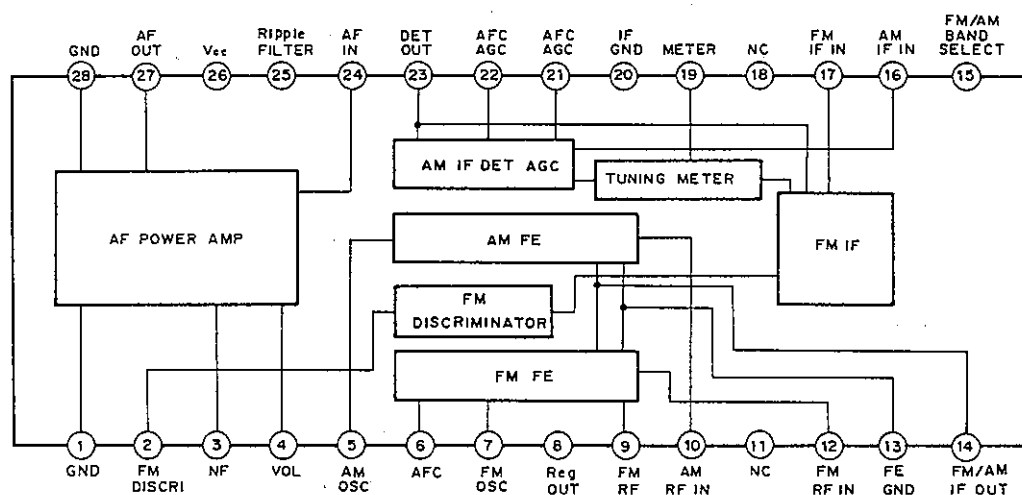 GND
AF
OUT
Vcc
Ripple
FILTER
AF
IN
DET
OUT
AFC
AGC
AFC
AGC
IF
GND
METER
NC
FM
IF IN
AM
IF IN
FM/AM
BAND
SELECT
28
27
26
25
24
23
22
21
20
19
18
17
16
15
AM IF DET AGC
TUNING METER
AF POWER AMP
AM FE
FM IF
FM
DISCRIMINATOR
FM FE
1
2
3
4
5
6
7
8
9
10
11
12
13
14
GND
FM
DISCRI
NF
VOL
AM
OSC
AFC
FM
OSC
Reg
OUT
FM
RF
AM
RF IN
NC
FM
RF IN
FE
GND
FM/AM
IF OUT